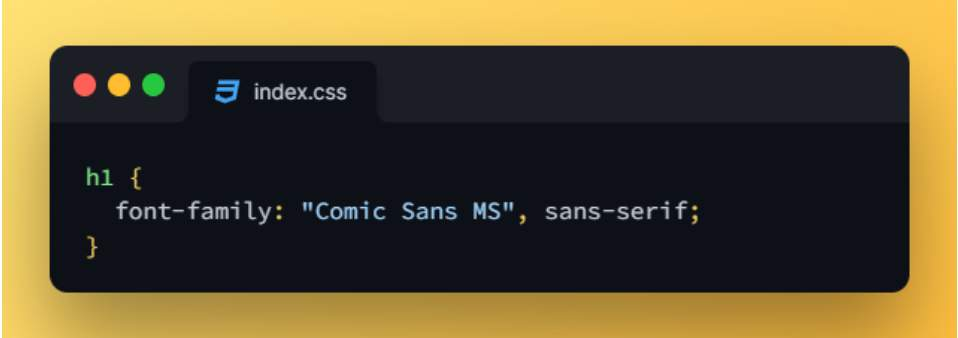 index.css
h1 {
  font-family: "Comic Sans MS", sans-serif;
}